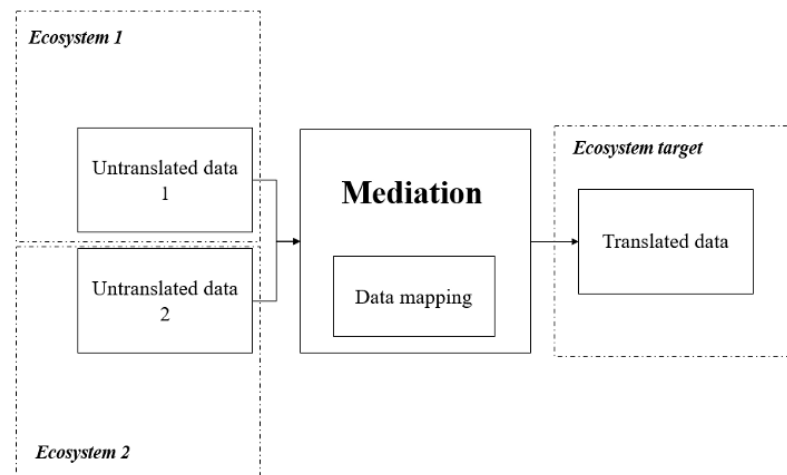 Ecosystem 1
Untranslated data
1
Untranslated data
2
Ecosystem 2
Mediation
Data mapping
Ecosystem target
Translated data